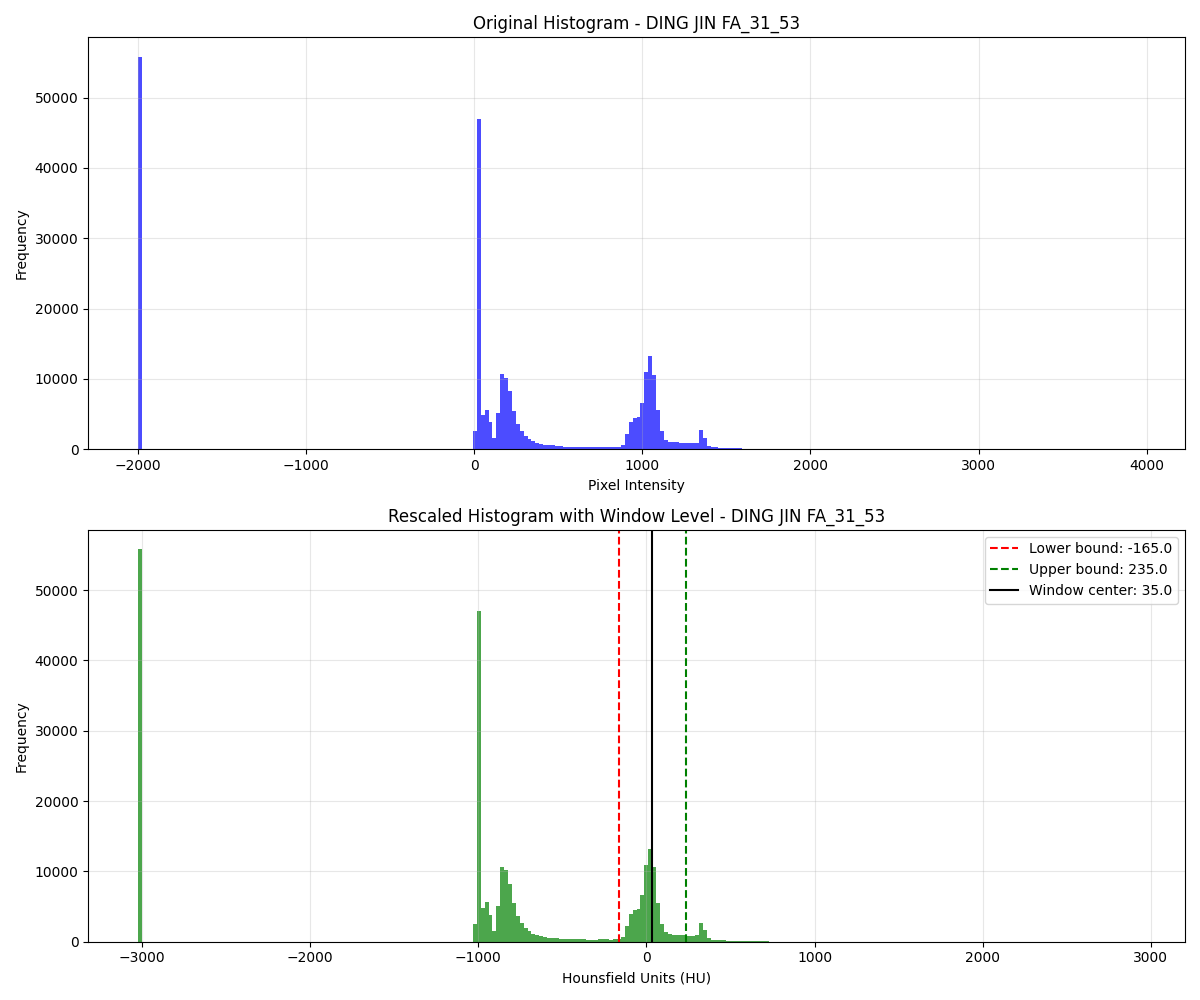 Original Histogram - DING JIN FA_31_53
Frequency
50000
40000
30000
20000
10000
0
−2000 −1000 0 1000 2000 3000 4000
Pixel Intensity
Rescaled Histogram with Window Level - DING JIN FA_31_53
Lower bound: -165.0
Upper bound: 235.0
Window center: 35.0
Frequency
50000
40000
30000
20000
10000
0
−3000 −2000 −1000 0 1000 2000 3000
Hounsfield Units (HU)